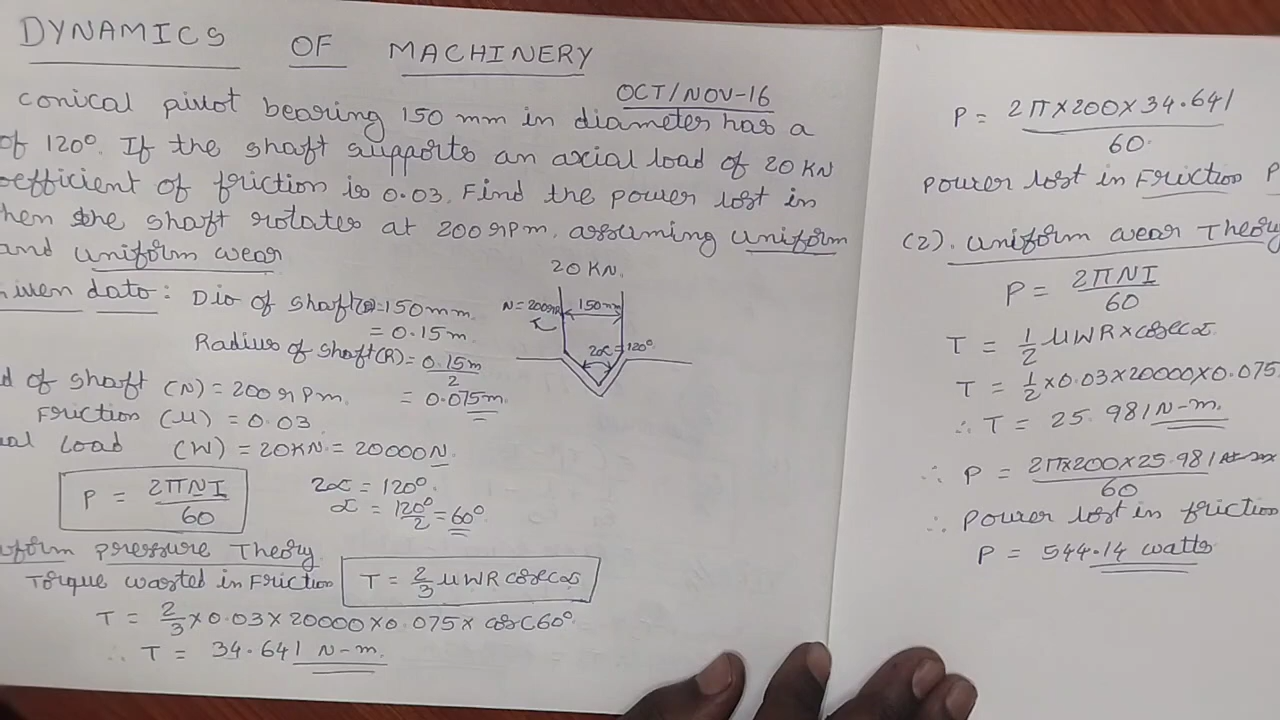 DYNAMICS OF MACHINERY
OCT/NOV-16
conical pivot bearing 150 mm in diameter has a
of 120°. If the shaft supports an axial load of 20 KN
oefficient of friction is 0.03. Find the power lost in
hen the shaft rotates at 200 rpm. assuming uniform
and uniform wear
iven data: Dia of shaft(D)=150mm.
= 0.15m.
Radius of shaft(R) = 0.15m/2
= 0.075m.
d of shaft (N) = 200 rpm.
Friction (μ) = 0.03
ial Load (W) = 20KN = 20000N.
P = 2πNT/60
2α = 120°.
α = 120°/2 = 60°
20 KN.
N = 200r
150mm
2α = 120°
iform pressure Theory
Torque wasted in Friction T = 2/3 μWR cosecα
T = 2/3 × 0.03 × 20000 × 0.075 × cosec60°.
∴ T = 34.641 N-m.
P = 2π×200×34.641/60.
Power lost in Friction P
(2). Uniform wear Theory
P = 2πNT/60
T = 1/2 μWR×cosecα.
T = 1/2 ×0.03×20000×0.075
∴ T = 25.981 N-m.
∴ P = 2π×200×25.981/60
∴ Power lost in friction
P = 544.14 watts